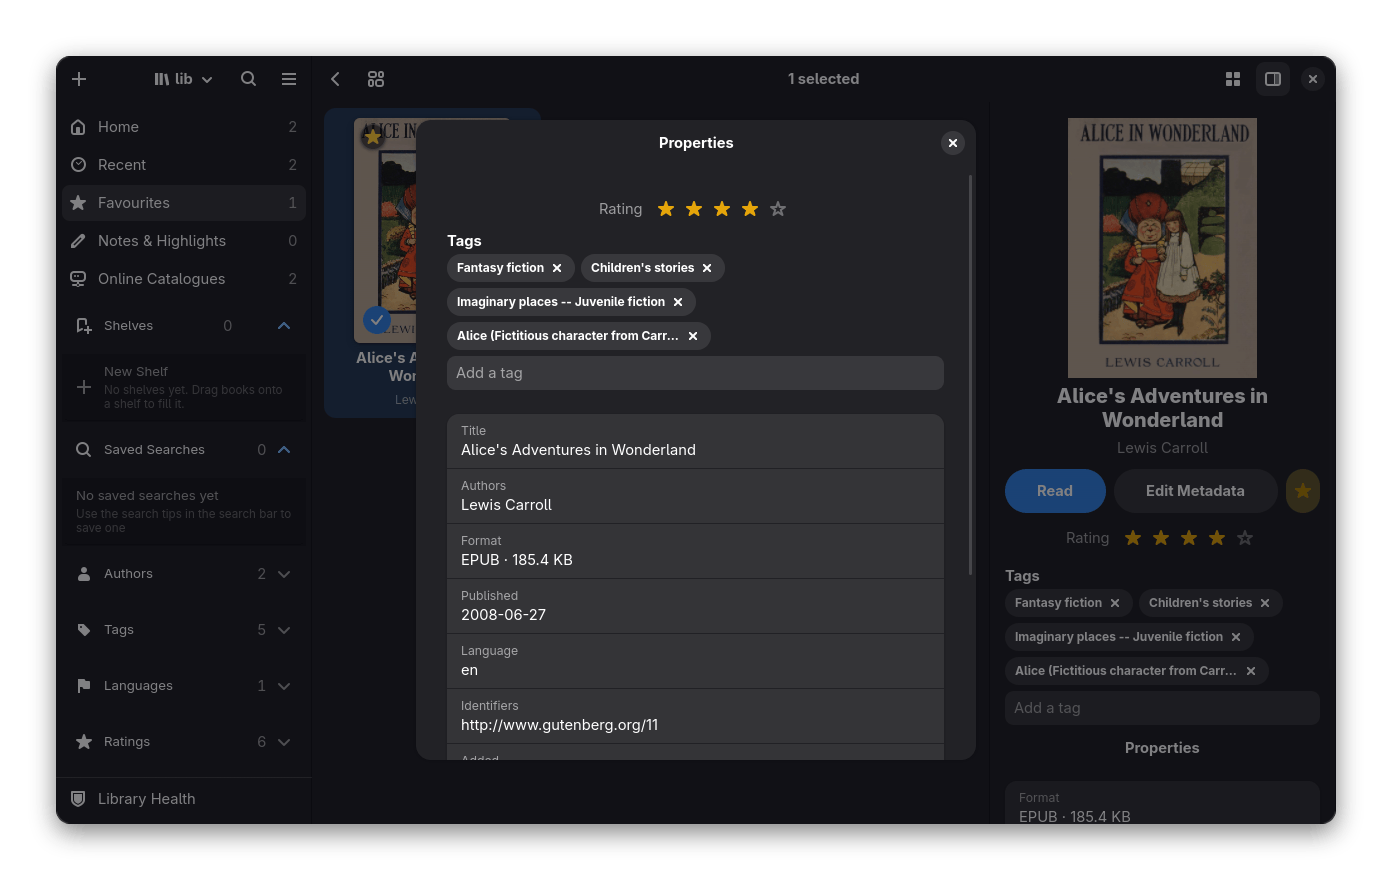 lib
1 selected
Home 2
Recent 2
Favourites 1
Notes & Highlights 0
Online Catalogues 2
Shelves 0
New Shelf
No shelves yet. Drag books onto
a shelf to fill it.
Saved Searches 0
No saved searches yet
Use the search tips in the search bar to
save one
Authors 2
Tags 5
Languages 1
Ratings 6
Library Health
Alice's A
Wor
Lew
Properties
Rating
Tags
Fantasy fiction
Children's stories
Imaginary places -- Juvenile fiction
Alice (Fictitious character from Carr...
Add a tag
Title
Alice's Adventures in Wonderland
Authors
Lewis Carroll
Format
EPUB · 185.4 KB
Published
2008-06-27
Language
en
Identifiers
http://www.gutenberg.org/11
Added
ALICE IN WONDERLAND
LEWIS CARROLL
Alice's Adventures in
Wonderland
Lewis Carroll
Read
Edit Metadata
Rating
Tags
Fantasy fiction
Children's stories
Imaginary places -- Juvenile fiction
Alice (Fictitious character from Carr...
Add a tag
Properties
Format
EPUB · 185.4 KB